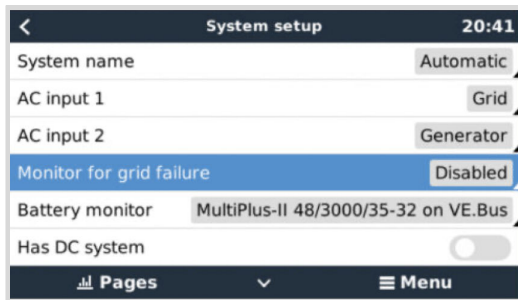 System setup 20:41
System name Automatic
AC input 1 Grid
AC input 2 Generator
Monitor for grid failure Disabled
Battery monitor MultiPlus-II 48/3000/35-32 on VE.Bus
Has DC system
Pages Menu